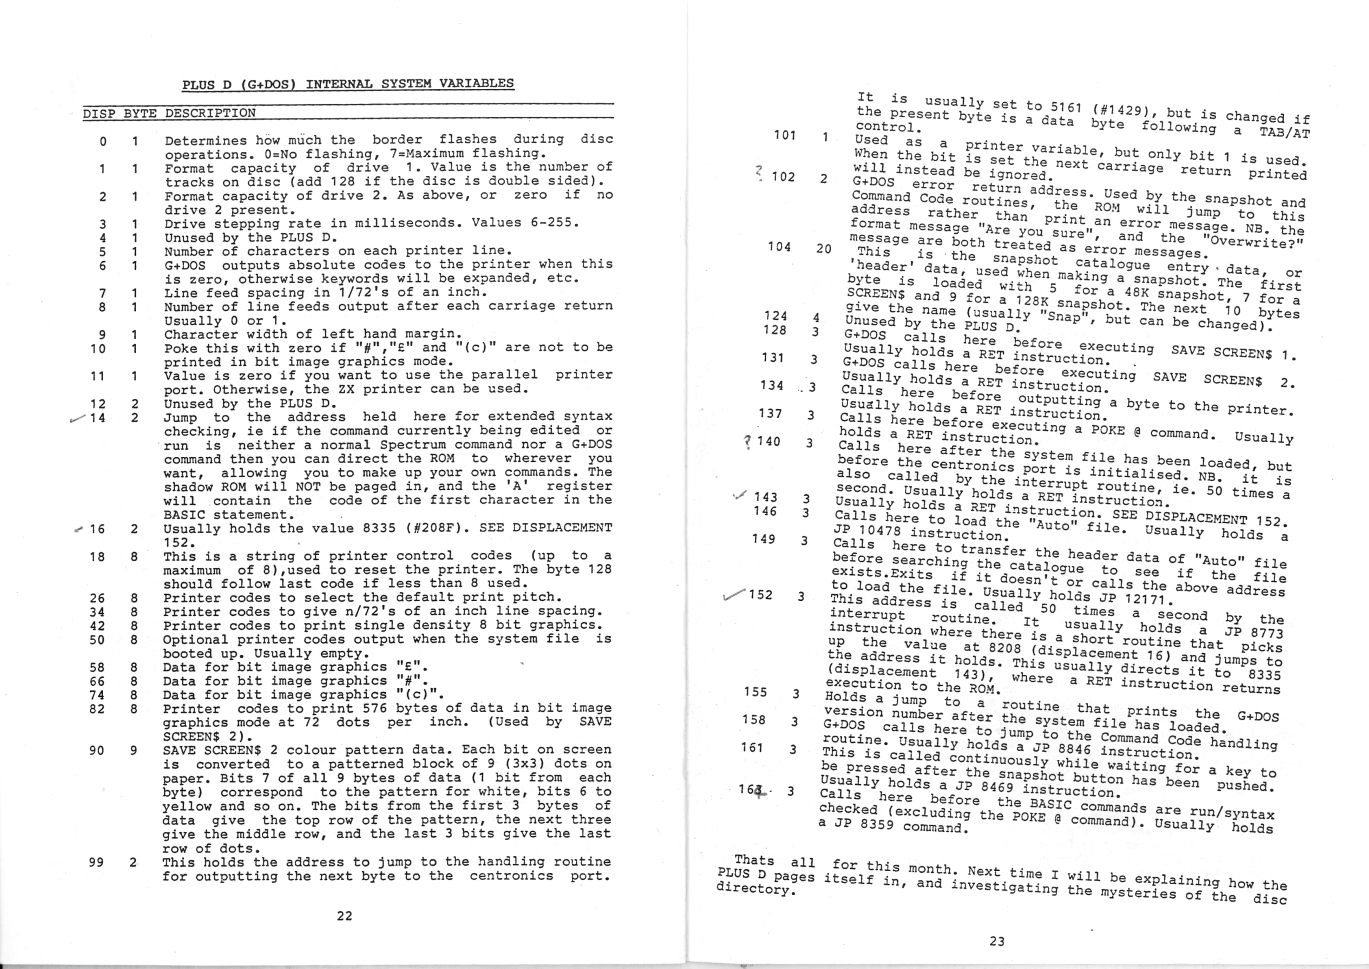 PLUS D (G+DOS) INTERNAL SYSTEM VARIABLES
DISP BYTE DESCRIPTION
0 1 Determines how much the border flashes during disc
operations. 0=No flashing, 7=Maximum flashing.
1 1 Format capacity of drive 1. Value is the number of
tracks on disc (add 128 if the disc is double sided).
2 1 Format capacity of drive 2. As above, or zero if no
drive 2 present.
3 1 Drive stepping rate in milliseconds. Values 6-255.
4 1 Unused by the PLUS D.
5 1 Number of characters on each printer line.
6 1 G+DOS outputs absolute codes to the printer when this
is zero, otherwise keywords will be expanded, etc.
7 1 Line feed spacing in 1/72's of an inch.
8 1 Number of line feeds output after each carriage return
Usually 0 or 1.
9 1 Character width of left hand margin.
10 1 Poke this with zero if "#","£" and "(c)" are not to be
printed in bit image graphics mode.
11 1 Value is zero if you want to use the parallel printer
port. Otherwise, the ZX printer can be used.
12 2 Unused by the PLUS D.
14 2 Jump to the address held here for extended syntax
checking, ie if the command currently being edited or
run is neither a normal Spectrum command nor a G+DOS
command then you can direct the ROM to wherever you
want, allowing you to make up your own commands. The
shadow ROM will NOT be paged in, and the 'A' register
will contain the code of the first character in the
BASIC statement.
16 2 Usually holds the value 8335 (#208F). SEE DISPLACEMENT
152.
18 8 This is a string of printer control codes (up to a
maximum of 8),used to reset the printer. The byte 128
should follow last code if less than 8 used.
26 8 Printer codes to select the default print pitch.
34 8 Printer codes to give n/72's of an inch line spacing.
42 8 Printer codes to print single density 8 bit graphics.
50 8 Optional printer codes output when the system file is
booted up. Usually empty.
58 8 Data for bit image graphics "£".
66 8 Data for bit image graphics "#".
74 8 Data for bit image graphics "(c)".
82 8 Printer codes to print 576 bytes of data in bit image
graphics mode at 72 dots per inch. (Used by SAVE
SCREEN$ 2).
90 9 SAVE SCREEN$ 2 colour pattern data. Each bit on screen
is converted to a patterned block of 9 (3x3) dots on
paper. Bits 7 of all 9 bytes of data (1 bit from each
byte) correspond to the pattern for white, bits 6 to
yellow and so on. The bits from the first 3 bytes of
data give the top row of the pattern, the next three
give the middle row, and the last 3 bits give the last
row of dots.
99 2 This holds the address to jump to the handling routine
for outputting the next byte to the centronics port.
22
It is usually set to 5161 (#1429), but is changed if
the present byte is a data byte following a TAB/AT
control.
101 1 Used as a printer variable, but only bit 1 is used.
When the bit is set the next carriage return printed
will instead be ignored.
? 102 2 G+DOS error return address. Used by the snapshot and
Command Code routines, the ROM will jump to this
address rather than print an error message. NB. the
format message "Are you sure", and the "Overwrite?"
message are both treated as error messages.
104 20 This is the snapshot catalogue entry data, or
'header' data, used when making a snapshot. The first
byte is loaded with 5 for a 48K snapshot, 7 for a
SCREEN$ and 9 for a 128K snapshot. The next 10 bytes
give the name (usually "Snap", but can be changed).
124 4 Unused by the PLUS D.
128 3 G+DOS calls here before executing SAVE SCREEN$ 1.
Usually holds a RET instruction.
131 3 G+DOS calls here before executing SAVE SCREEN$ 2.
Usually holds a RET instruction.
134 3 Calls here before outputting a byte to the printer.
Usually holds a RET instruction.
137 3 Calls here before executing a POKE @ command. Usually
holds a RET instruction.
? 140 3 Calls here after the system file has been loaded, but
before the centronics port is initialised. NB. it is
also called by the interrupt routine, ie. 50 times a
second. Usually holds a RET instruction.
143 3 Usually holds a RET instruction. SEE DISPLACEMENT 152.
146 3 Calls here to load the "Auto" file. Usually holds a
JP 10478 instruction.
149 3 Calls here to transfer the header data of "Auto" file
before searching the catalogue to see if the file
exists.Exits if it doesn't or calls the above address
to load the file. Usually holds JP 12171.
152 3 This address is called 50 times a second by the
interrupt routine. It usually holds a JP 8773
instruction where there is a short routine that picks
up the value at 8208 (displacement 16) and jumps to
the address it holds. This usually directs it to 8335
(displacement 143), where a RET instruction returns
execution to the ROM.
155 3 Holds a jump to a routine that prints the G+DOS
version number after the system file has loaded.
158 3 G+DOS calls here to jump to the Command Code handling
routine. Usually holds a JP 8846 instruction.
161 3 This is called continuously while waiting for a key to
be pressed after the snapshot button has been pushed.
Usually holds a JP 8469 instruction.
164 3 Calls here before the BASIC commands are run/syntax
checked (excluding the POKE @ command). Usually holds
a JP 8359 command.
Thats all for this month. Next time I will be explaining how the
PLUS D pages itself in, and investigating the mysteries of the disc
directory.
23